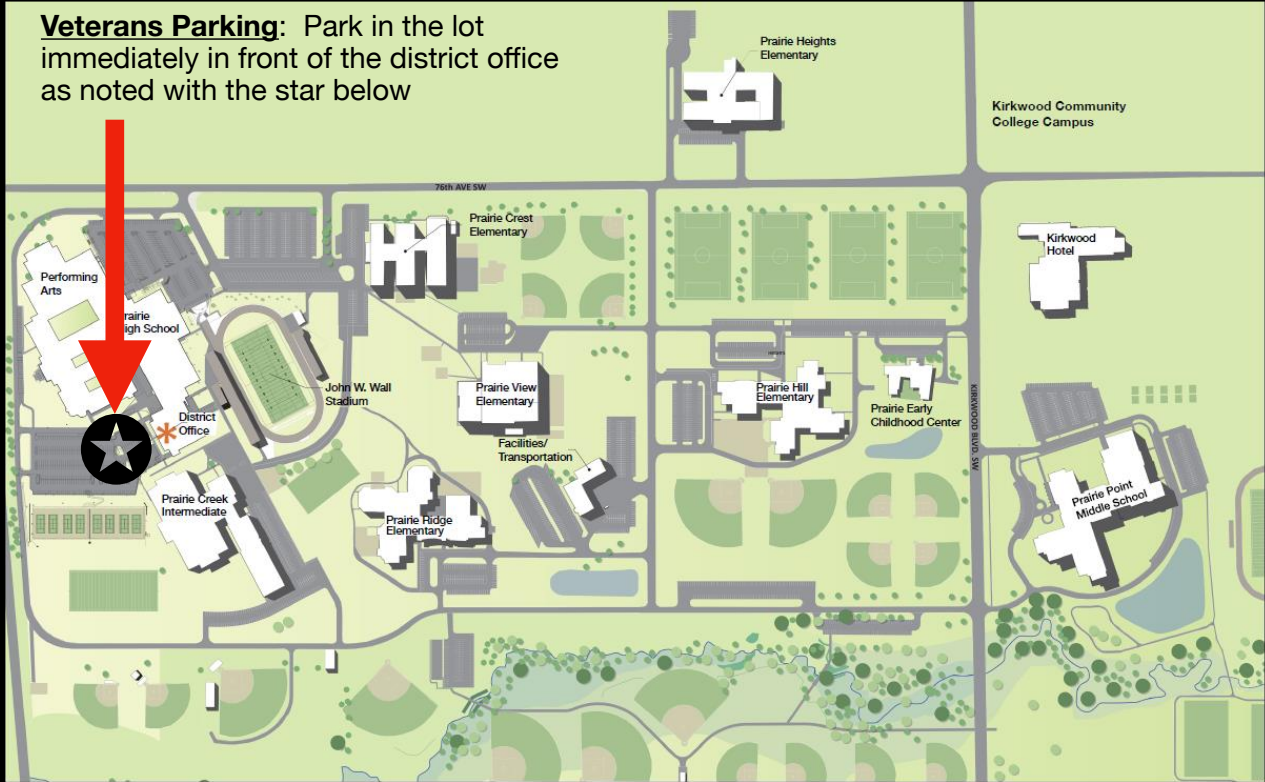 Veterans Parking: Park in the lot
immediately in front of the district office
as noted with the star below
Prairie Heights
Elementary
Kirkwood Community
College Campus
76th AVE SW
Prairie Crest
Elementary
Kirkwood
Hotel
Performing
Arts
rairie
igh School
John W. Wall
Stadium
Prairie View
Elementary
Prairie Hill
Elementary
Prairie Early
Childhood Center
KIRKWOOD BLVD. SW
District
Office
Facilities/
Transportation
Prairie Creek
Intermediate
Prairie Ridge
Elementary
Prairie Point
Middle School